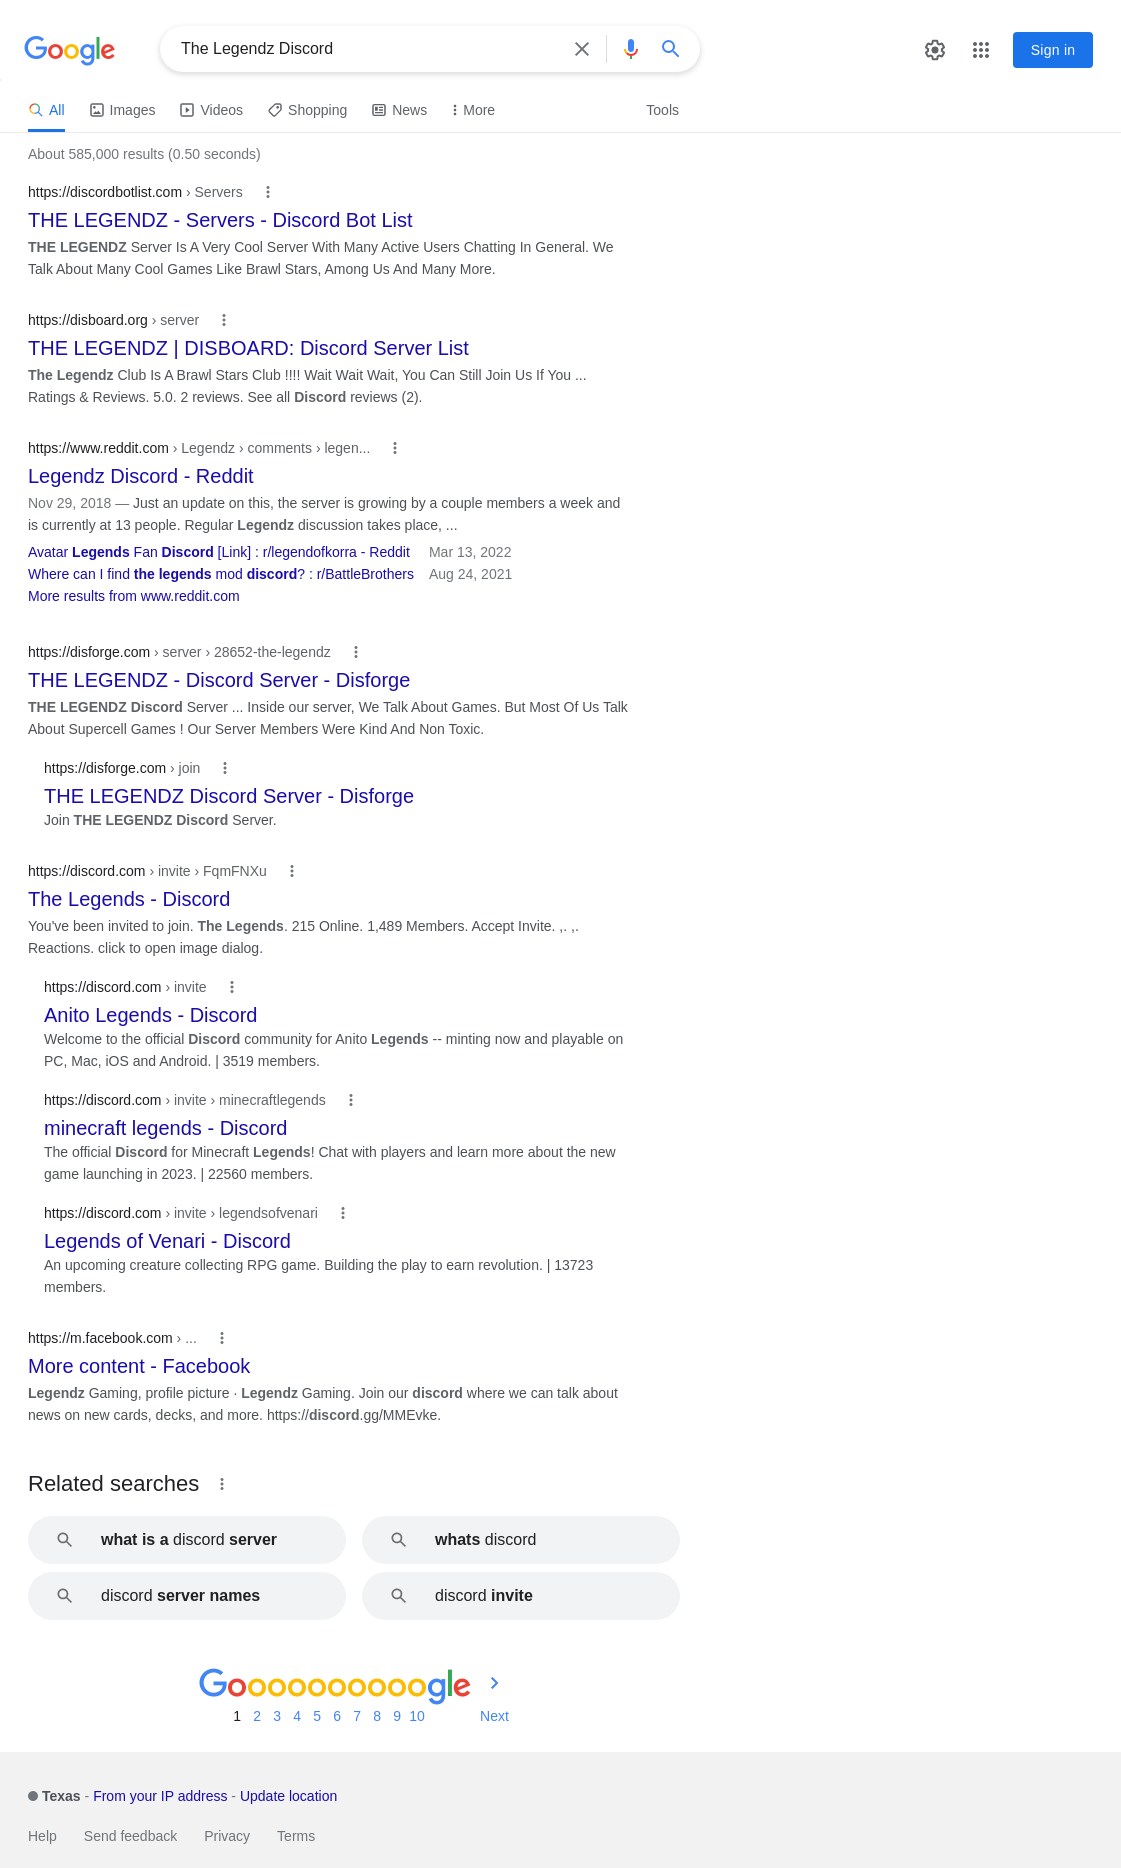 Google
The Legendz Discord
Sign in
All Images Videos Shopping News More Tools
About 585,000 results (0.50 seconds)
https://discordbotlist.com › Servers
THE LEGENDZ - Servers - Discord Bot List
THE LEGENDZ Server Is A Very Cool Server With Many Active Users Chatting In General. We
Talk About Many Cool Games Like Brawl Stars, Among Us And Many More.
https://disboard.org › server
THE LEGENDZ | DISBOARD: Discord Server List
The Legendz Club Is A Brawl Stars Club !!!! Wait Wait Wait, You Can Still Join Us If You ...
Ratings & Reviews. 5.0. 2 reviews. See all Discord reviews (2).
https://www.reddit.com › Legendz › comments › legen...
Legendz Discord - Reddit
Nov 29, 2018 — Just an update on this, the server is growing by a couple members a week and
is currently at 13 people. Regular Legendz discussion takes place, ...
Avatar Legends Fan Discord [Link] : r/legendofkorra - Reddit Mar 13, 2022
Where can I find the legends mod discord? : r/BattleBrothers Aug 24, 2021
More results from www.reddit.com
https://disforge.com › server › 28652-the-legendz
THE LEGENDZ - Discord Server - Disforge
THE LEGENDZ Discord Server ... Inside our server, We Talk About Games. But Most Of Us Talk
About Supercell Games ! Our Server Members Were Kind And Non Toxic.
https://disforge.com › join
THE LEGENDZ Discord Server - Disforge
Join THE LEGENDZ Discord Server.
https://discord.com › invite › FqmFNXu
The Legends - Discord
You've been invited to join. The Legends. 215 Online. 1,489 Members. Accept Invite. ,. ,.
Reactions. click to open image dialog.
https://discord.com › invite
Anito Legends - Discord
Welcome to the official Discord community for Anito Legends -- minting now and playable on
PC, Mac, iOS and Android. | 3519 members.
https://discord.com › invite › minecraftlegends
minecraft legends - Discord
The official Discord for Minecraft Legends! Chat with players and learn more about the new
game launching in 2023. | 22560 members.
https://discord.com › invite › legendsofvenari
Legends of Venari - Discord
An upcoming creature collecting RPG game. Building the play to earn revolution. | 13723
members.
https://m.facebook.com › ...
More content - Facebook
Legendz Gaming, profile picture · Legendz Gaming. Join our discord where we can talk about
news on new cards, decks, and more. https://discord.gg/MMEvke.
Related searches
what is a discord server
whats discord
discord server names
discord invite
Goooooooooogle
1 2 3 4 5 6 7 8 9 10 Next
Texas - From your IP address - Update location
Help Send feedback Privacy Terms